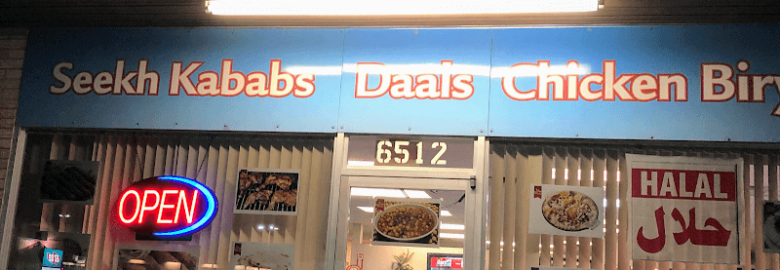 Seekh Kababs Daals Chicken Biry
6512
OPEN
HALAL
حلال